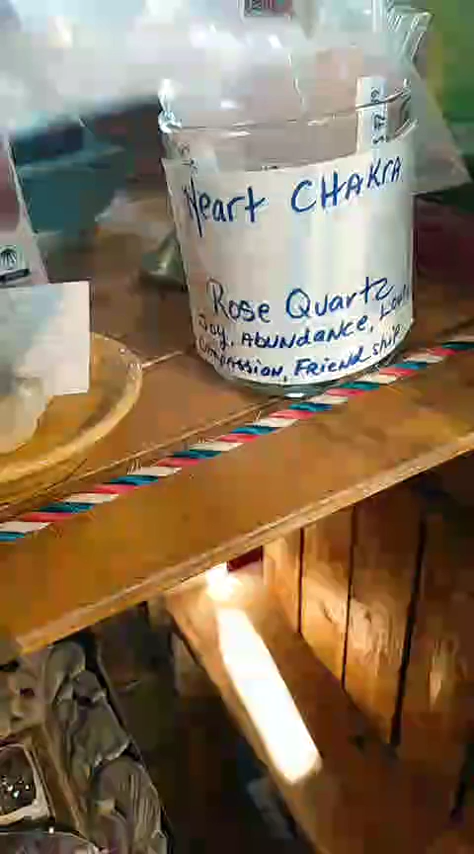 Heart CHAKRA
Rose Quartz
Joy, ABUNDANCE, Love
Compassion, FRIENdship